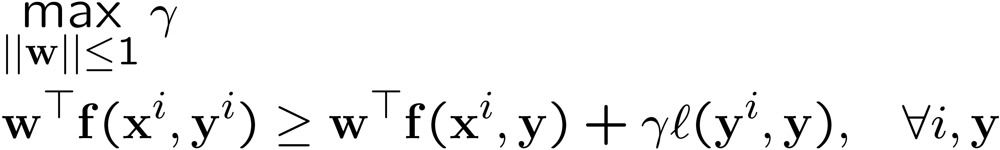 max γ
||w||≤1
w⊤f(xⁱ, yⁱ) ≥ w⊤f(xⁱ, y) + γℓ(yⁱ, y), ∀i, y